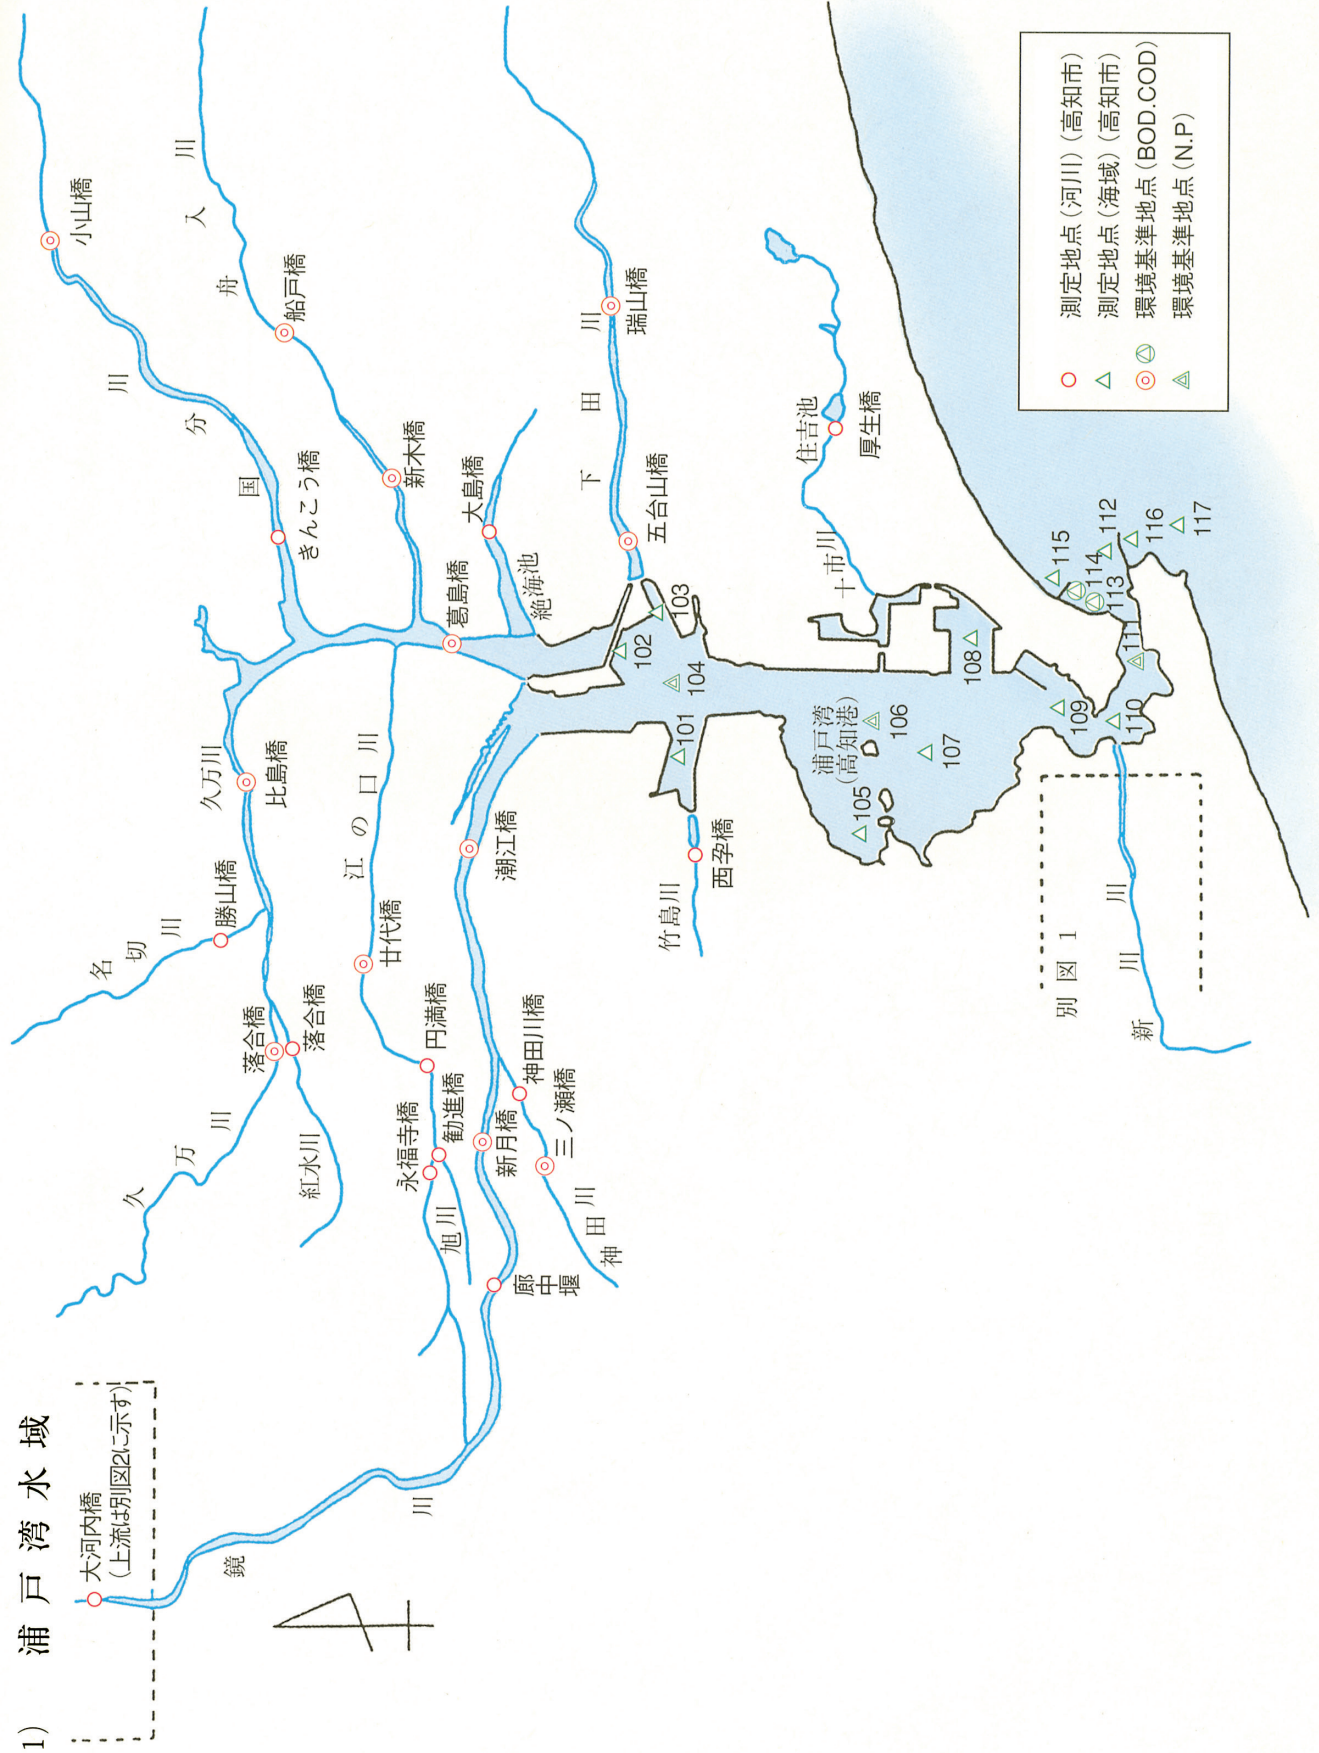 1) 浦戸湾水域
大河内橋
(上流は別図2に示す)
鏡川
久万川
紅水川
落合橋
落合橋
名切川
勝山橋
久万川
比島橋
国分川
小山橋
きんこう橋
舟入川
船戸橋
新木橋
葛島橋
大島橋
絶海池
下田川
瑞山橋
五台山橋
江の口川
廿代橋
円満橋
勧進橋
永福寺橋
旭川
潮江橋
新月橋
廓中堰
神田川橋
三ノ瀬橋
神田川
竹島川
西孕橋
住吉池
厚生橋
十市川
浦戸湾
(高知港)
101
102
103
104
105
106
107
108
109
110
111
112
113
114
115
116
117
別図1
新川川
測定地点(河川)(高知市)
測定地点(海域)(高知市)
環境基準地点(BOD.COD)
環境基準地点(N.P)